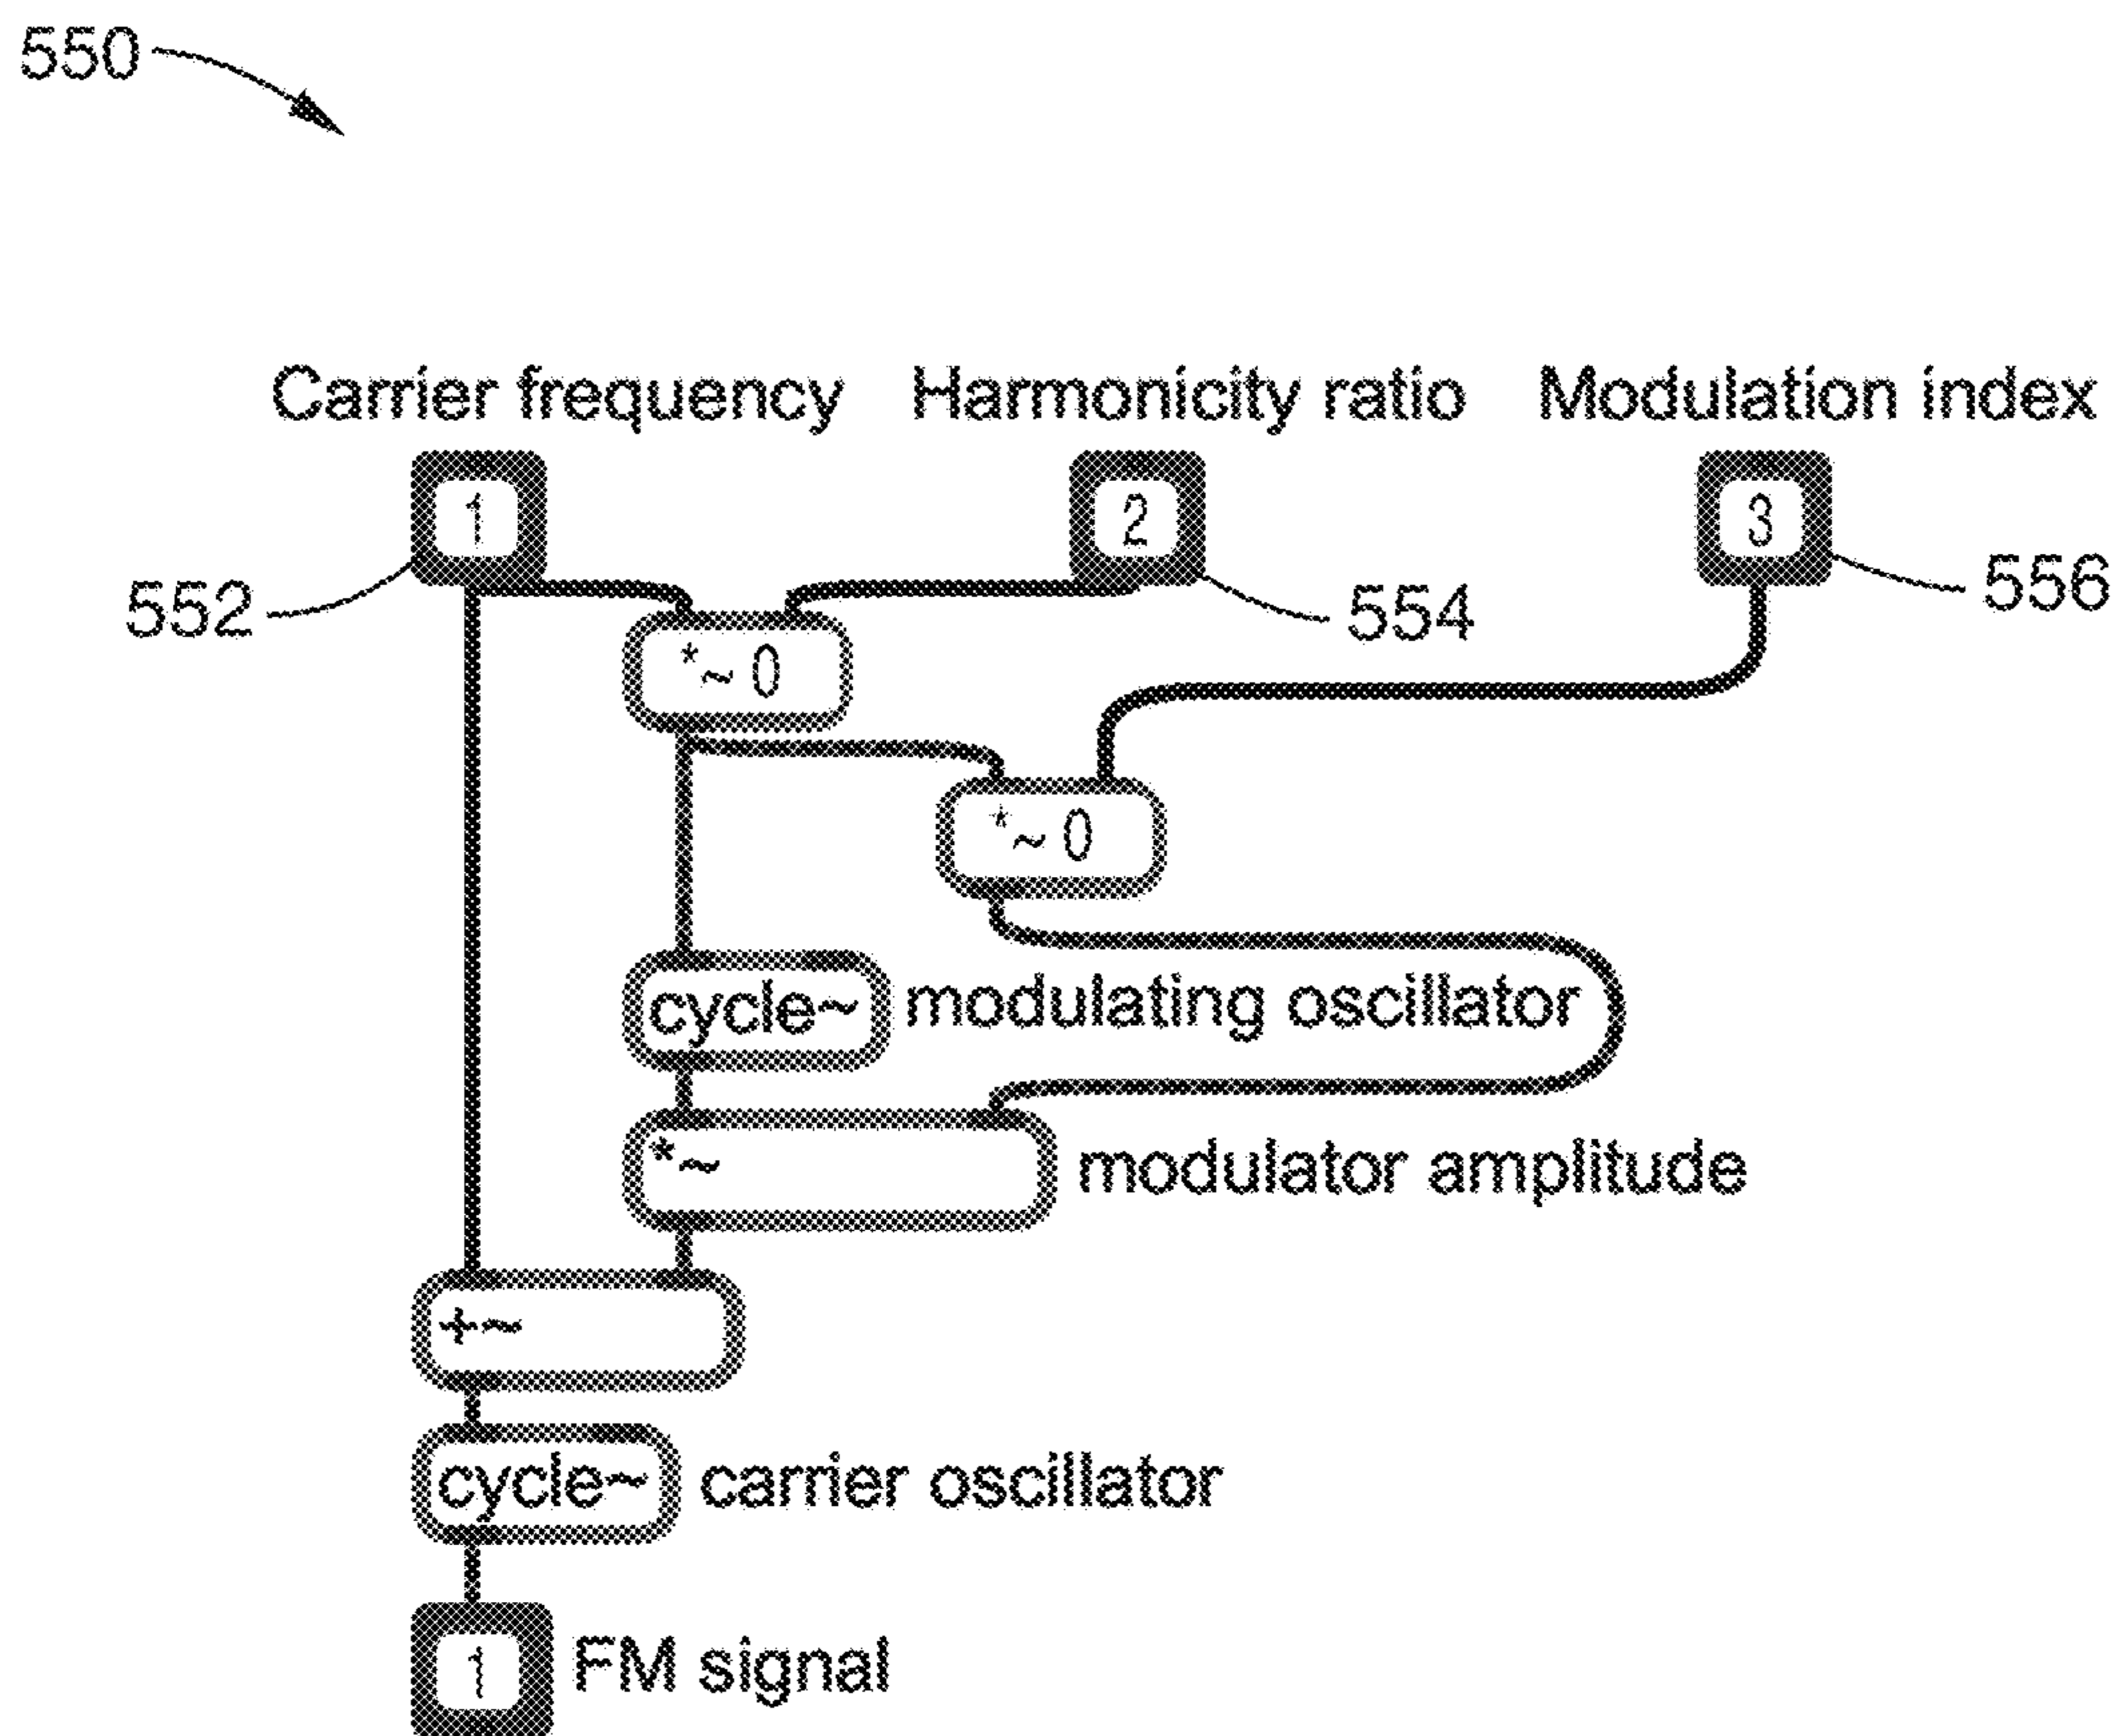 550
Carrier frequency Harmonicity ratio Modulation index
1 2 3
552 554 556
*~ 0
*~ 0
cycle~ modulating oscillator
*~ modulator amplitude
+~
cycle~ carrier oscillator
1 FM signal